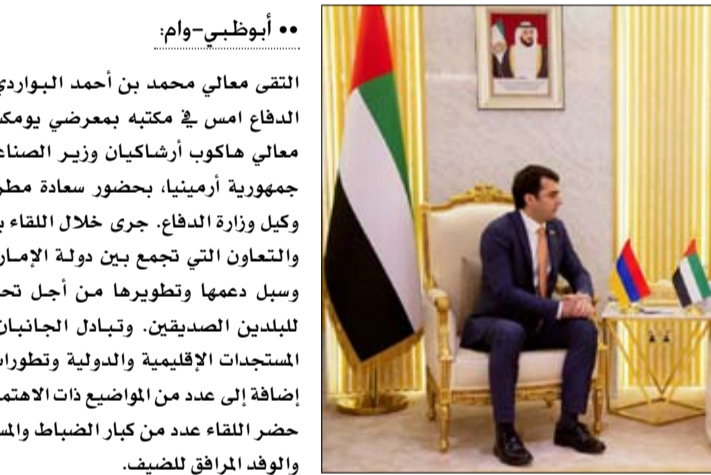 •• أبوظبي-وام:
التقى معالي محمد بن أحمد البواردي
الدفاع امس في مكتبه بمعرضي يومك
معالي هاكوب أرشاكيان وزير الصناع
جمهورية أرمينيا، بحضور سعادة مطر
وكيل وزارة الدفاع. جرى خلال اللقاء ب
والتعاون التي تجمع بين دولة الإمار
وسبل دعمها وتطويرها من أجل تح
للبلدين الصديقين. وتبادل الجانبان
المستجدات الإقليمية والدولية وتطورات
إضافة إلى عدد من المواضيع ذات الاهتم
حضر اللقاء عدد من كبار الضباط والمس
والوفد المرافق للضيف.